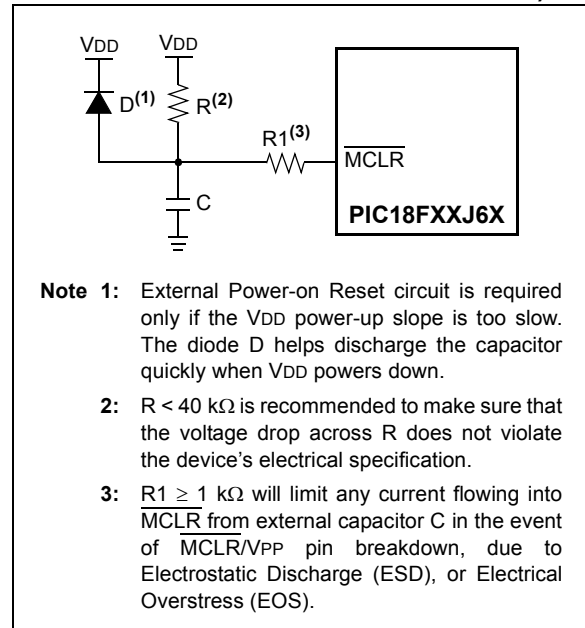 VDD VDD
D(1) R(2)
R1(3)
MCLR
C
PIC18FXXJ6X
Note 1: External Power-on Reset circuit is required
only if the VDD power-up slope is too slow.
The diode D helps discharge the capacitor
quickly when VDD powers down.
2: R < 40 kΩ is recommended to make sure that
the voltage drop across R does not violate
the device's electrical specification.
3: R1 ≥ 1 kΩ will limit any current flowing into
MCLR from external capacitor C in the event
of MCLR/VPP pin breakdown, due to
Electrostatic Discharge (ESD), or Electrical
Overstress (EOS).